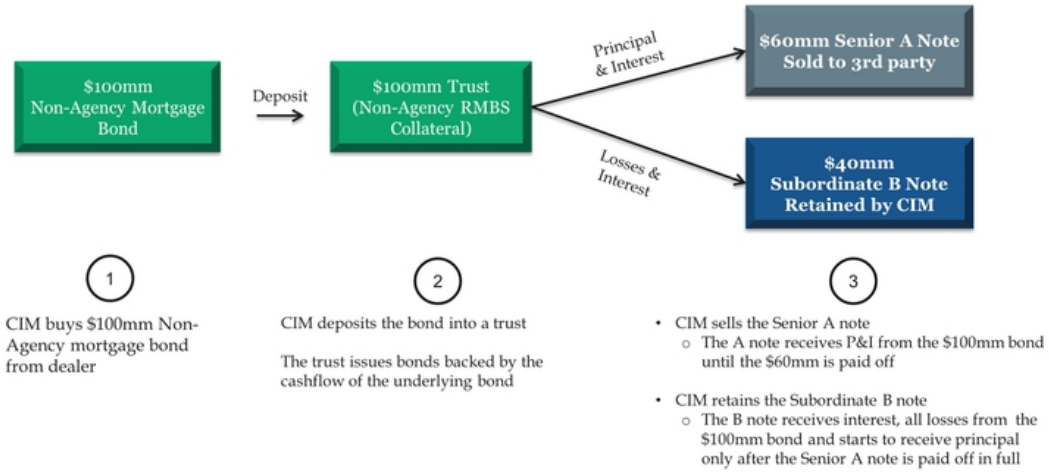 $100mm
Non-Agency Mortgage
Bond
Deposit
$100mm Trust
(Non-Agency RMBS
Collateral)
Principal
& Interest
Losses &
Interest
$60mm Senior A Note
Sold to 3rd party
$40mm
Subordinate B Note
Retained by CIM
1
CIM buys $100mm Non-
Agency mortgage bond
from dealer
2
CIM deposits the bond into a trust
The trust issues bonds backed by the
cashflow of the underlying bond
3
• CIM sells the Senior A note
o The A note receives P&I from the $100mm bond
until the $60mm is paid off
• CIM retains the Subordinate B note
o The B note receives interest, all losses from the
$100mm bond and starts to receive principal
only after the Senior A note is paid off in full